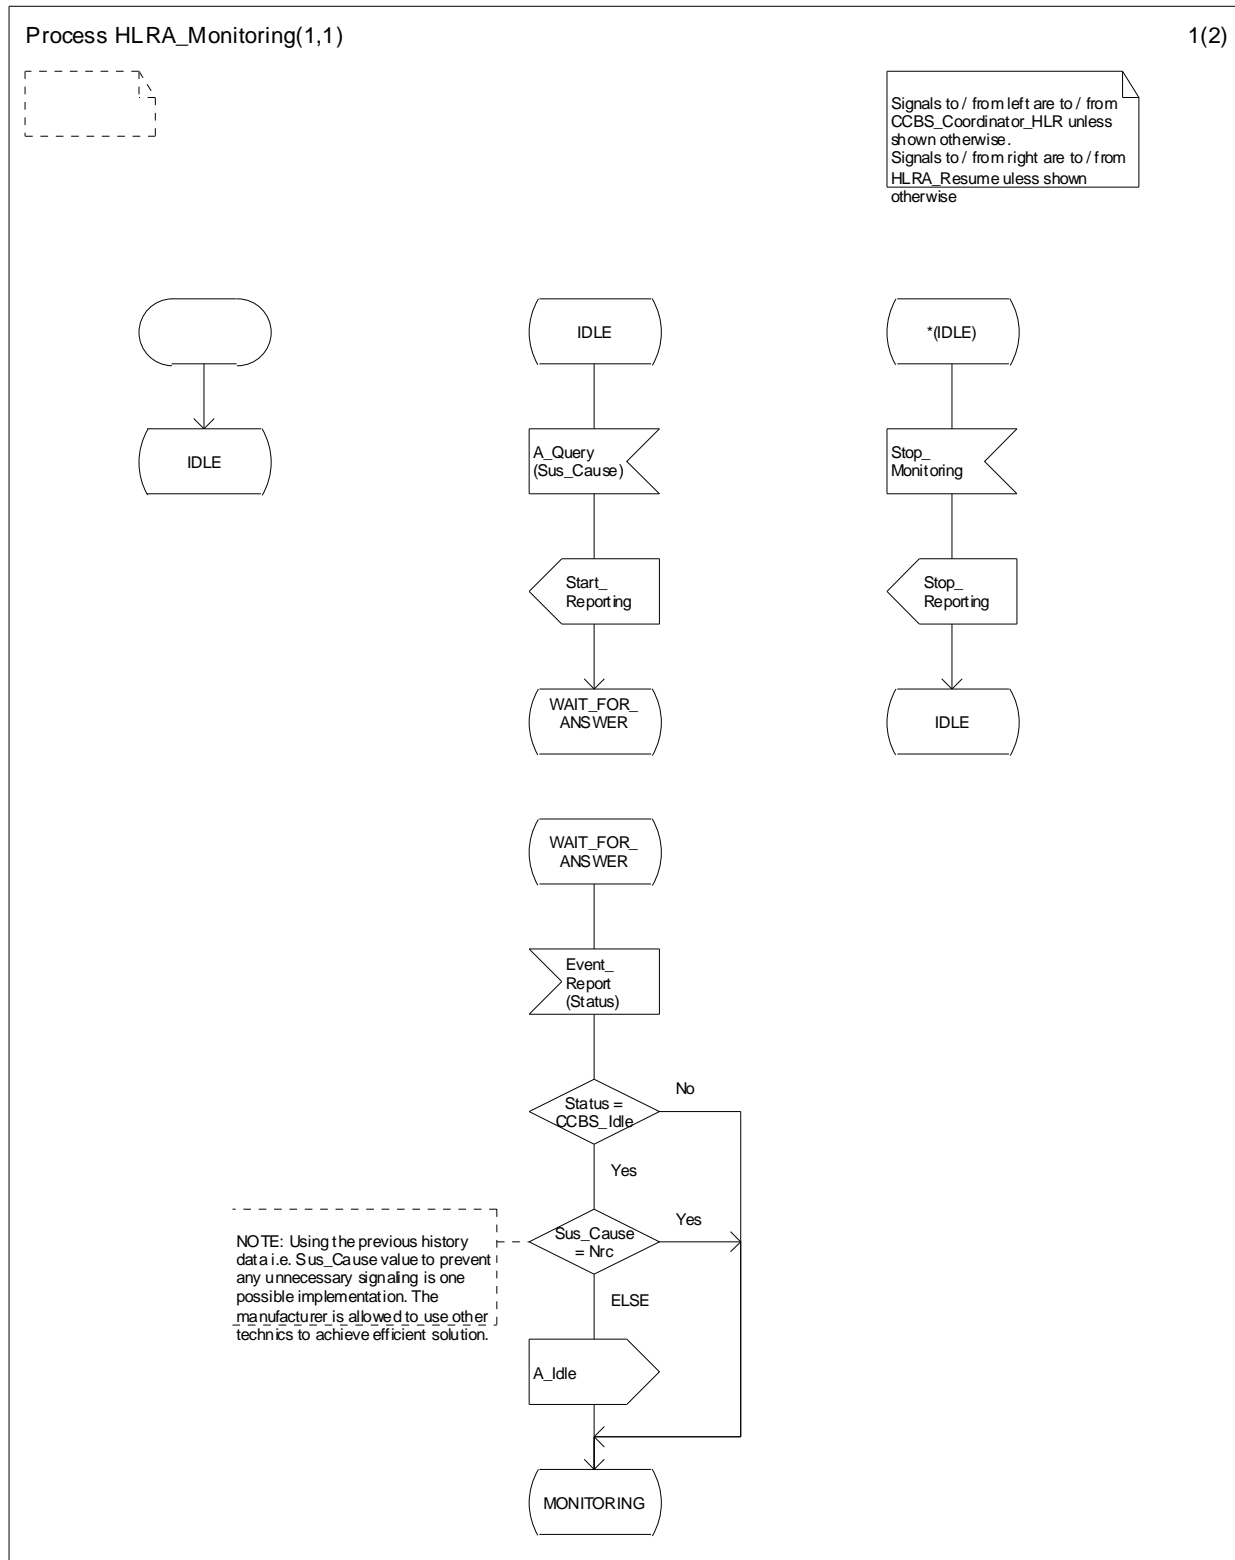 Process HLRA_Monitoring(1,1)
1(2)
Signals to / from left are to / from
CCBS_Coordinator_HLR unless
shown otherwise.
Signals to / from right are to / from
HLRA_Resume uless shown
otherwise
IDLE
IDLE
*(IDLE)
A_Query
(Sus_Cause)
Stop_
Monitoring
Start_
Reporting
Stop_
Reporting
WAIT_FOR_
ANSWER
IDLE
WAIT_FOR_
ANSWER
Event_
Report
(Status)
Status =
CCBS_Idle
No
Yes
Sus_Cause
= Nrc
Yes
NOTE: Using the previous history
data i.e. Sus_Cause value to prevent
any unnecessary signaling is one
possible implementation. The
manufacturer is allowed to use other
technics to achieve efficient solution.
ELSE
A_Idle
MONITORING